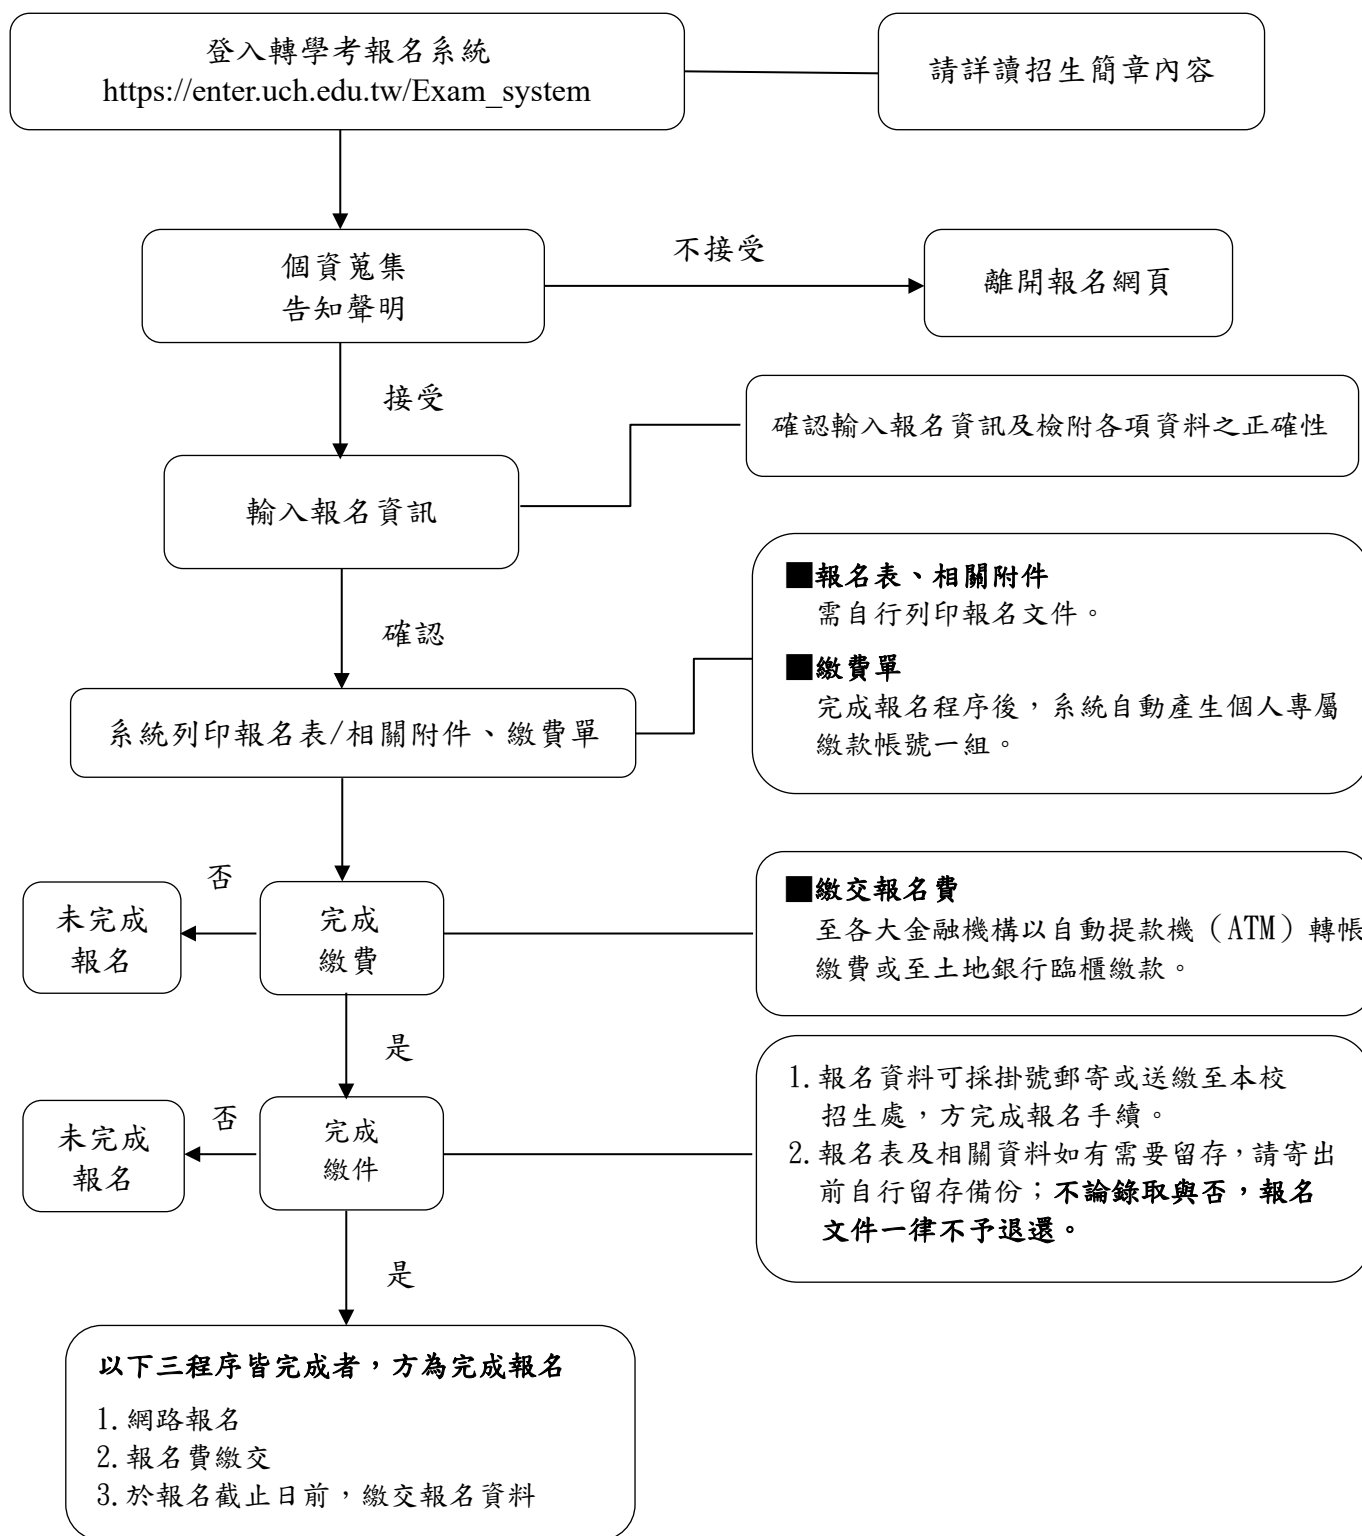 登入轉學考報名系統
https://enter.uch.edu.tw/Exam_system
請詳讀招生簡章內容
個資蒐集
告知聲明
不接受
離開報名網頁
接受
確認輸入報名資訊及檢附各項資料之正確性
輸入報名資訊
確認
■報名表、相關附件
需自行列印報名文件。
■繳費單
完成報名程序後，系統自動產生個人專屬
繳款帳號一組。
系統列印報名表/相關附件、繳費單
否
未完成
報名
完成
繳費
■繳交報名費
至各大金融機構以自動提款機（ATM）轉帳
繳費或至土地銀行臨櫃繳款。
是
否
未完成
報名
完成
繳件
1.報名資料可採掛號郵寄或送繳至本校
招生處，方完成報名手續。
2.報名表及相關資料如有需要留存，請寄出
前自行留存備份；不論錄取與否，報名
文件一律不予退還。
是
以下三程序皆完成者，方為完成報名
1.網路報名
2.報名費繳交
3.於報名截止日前，繳交報名資料